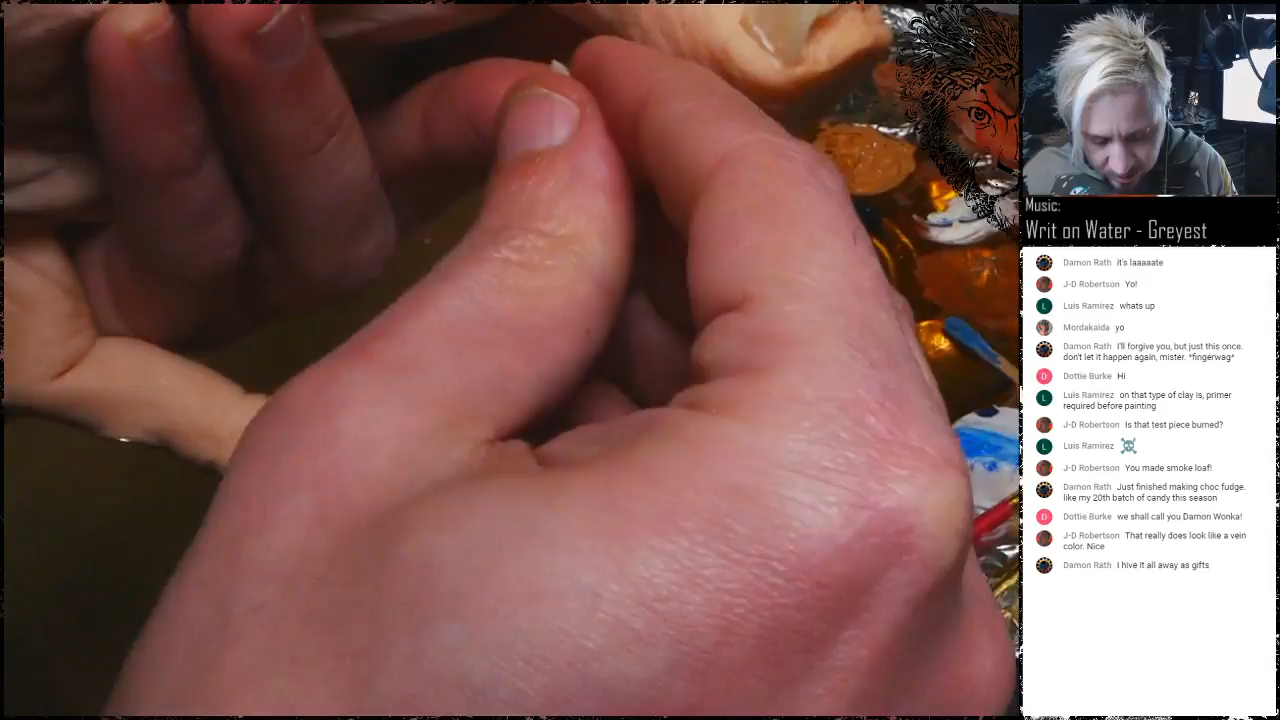 Music:
Writ on Water - Greyest
Damon Rath it's laaaaate
J-D Robertson Yo!
Luis Ramirez whats up
Mordakaida yo
Damon Rath I'll forgive you, but just this once.
don't let it happen again, mister. *fingerwag*
Dottie Burke Hi
Luis Ramirez on that type of clay is, primer
required before painting
J-D Robertson Is that test piece burned?
Luis Ramirez ☠️
J-D Robertson You made smoke loaf!
Damon Rath Just finished making choc fudge.
like my 20th batch of candy this season
Dottie Burke we shall call you Damon Wonka!
J-D Robertson That really does look like a vein
color. Nice
Damon Rath I hive it all away as gifts